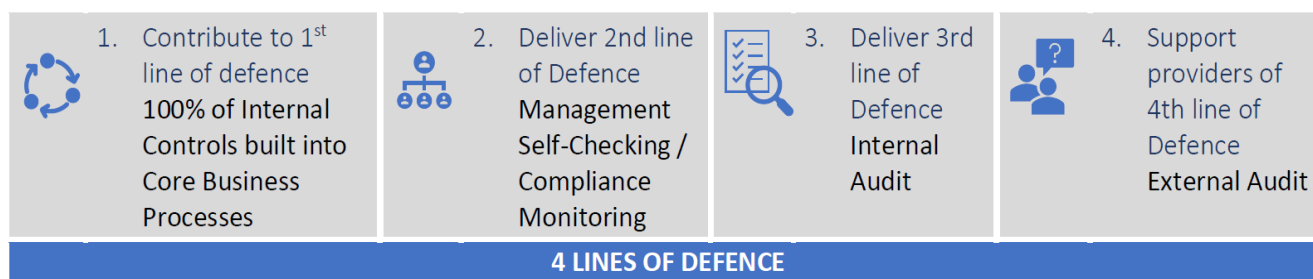 1. Contribute to 1st
line of defence
100% of Internal
Controls built into
Core Business
Processes
2. Deliver 2nd line
of Defence
Management
Self-Checking /
Compliance
Monitoring
3. Deliver 3rd
line of
Defence
Internal
Audit
?
4. Support
providers of
4th line of
Defence
External Audit
4 LINES OF DEFENCE